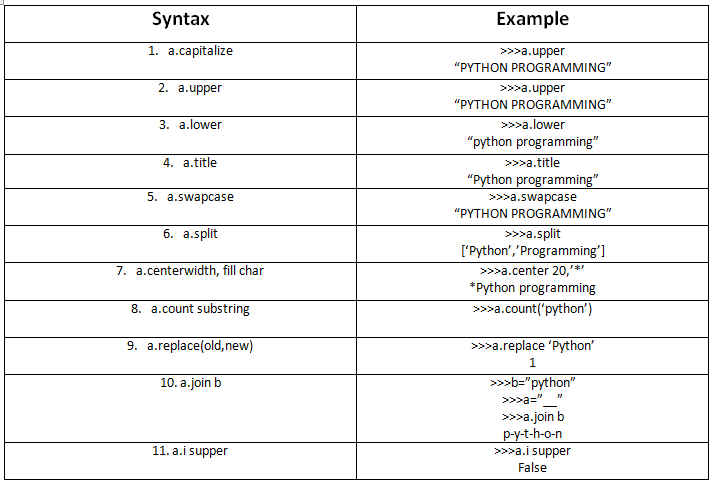 Syntax Example
1. a.capitalize >>>a.upper
“PYTHON PROGRAMMING”
2. a.upper >>>a.upper
“PYTHON PROGRAMMING”
3. a.lower >>>a.lower
“python programming”
4. a.title >>>a.title
“Python programming”
5. a.swapcase >>>a.swapcase
“PYTHON PROGRAMMING”
6. a.split >>>a.split
[‘Python’,’Programming’]
7. a.centerwidth, fill char >>>a.center 20,’*’
*Python programming
8. a.count substring >>>a.count(‘python’)
9. a.replace(old,new) >>>a.replace ‘Python’
1
10. a.join b >>>b=”python”
>>>a=”__”
>>>a.join b
p-y-t-h-o-n
11. a.i supper >>>a.i supper
False